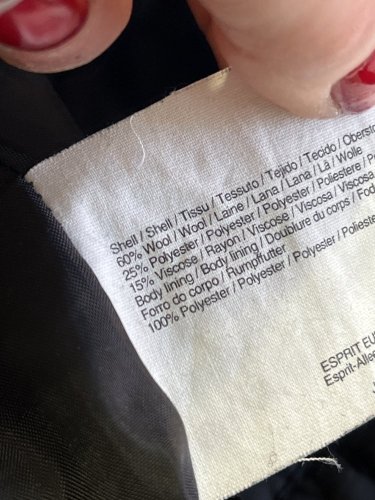 Shell / Shell / Tissu / Tessuto / Tejido / Tecido / Oberstof
60% Wool / Wool / Laine / Lana / Lana / Lã / Wolle
25% Polyester / Polyester / Polyester / Poliestere / P
15% Viscose / Rayon / Viscose / Viscosa / Viscosa
Body lining / Body lining / Doublure du corps / Fod
Forro do corpo / Rumpffutter
100% Polyester / Polyester / Polyester / Polieste
ESPRIT EU
Esprit-Alle